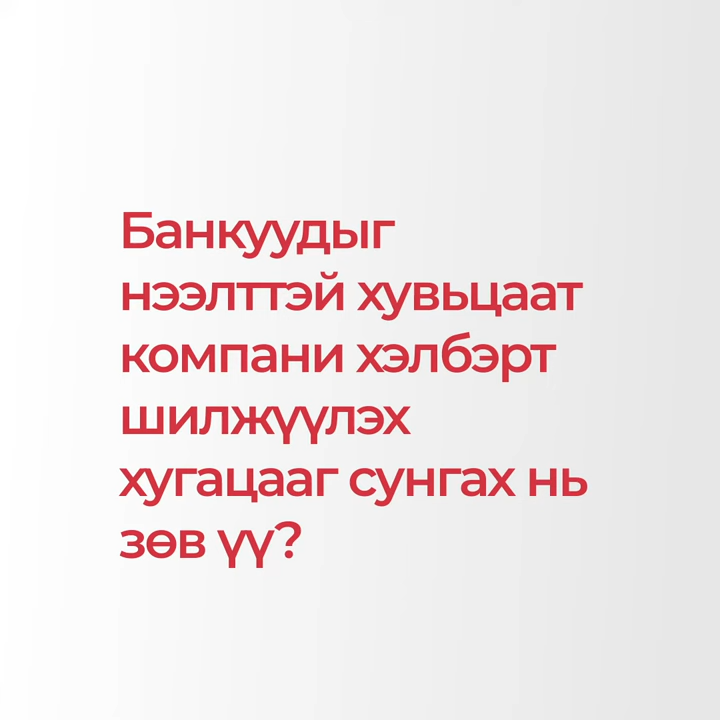 Банкуудыг
нээлттэй хувьцаат
компани хэлбэрт
шилжүүлэх
хугацааг сунгах нь
зөв үү?